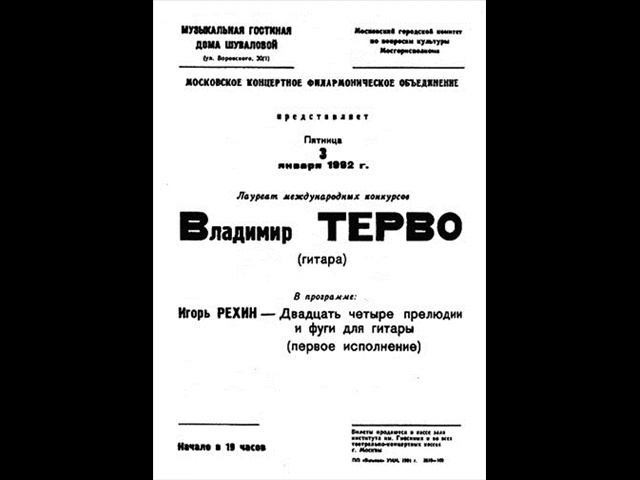 МУЗЫКАЛЬНАЯ ГОСТИНАЯ
ДОМА ШУВАЛОВОЙ
(ул. Воровского, 30/1)
Московский городской комитет
по вопросам культуры
Мосгорисполкома
МОСКОВСКОЕ КОНЦЕРТНОЕ ФИЛАРМОНИЧЕСКОЕ ОБЪЕДИНЕНИЕ
представляет
Пятница
3
января 1992 г.
Лауреат международных конкурсов
Владимир ТЕРВО
(гитара)
В программе:
Игорь РЕХИН — Двадцать четыре прелюдии
и фуги для гитары
(первое исполнение)
Начало в 19 часов
Билеты продаются в кассе зала
института им. Гнесиных и во всех
театрально-концертных кассах
г. Москвы
1991 г.